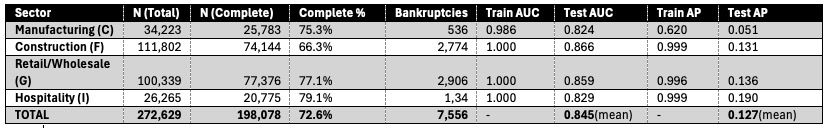 Sector N (Total) N (Complete) Complete % Bankruptcies Train AUC Test AUC Train AP Test AP
Manufacturing (C) 34,223 25,783 75.3% 536 0.986 0.824 0.620 0.051
Construction (F) 111,802 74,144 66.3% 2,774 1.000 0.866 0.999 0.131
Retail/Wholesale
(G) 100,339 77,376 77.1% 2,906 1.000 0.859 0.996 0.136
Hospitality (I) 26,265 20,775 79.1% 1,34 1.000 0.829 0.999 0.190
TOTAL 272,629 198,078 72.6% 7,556 - 0.845(mean) - 0.127(mean)